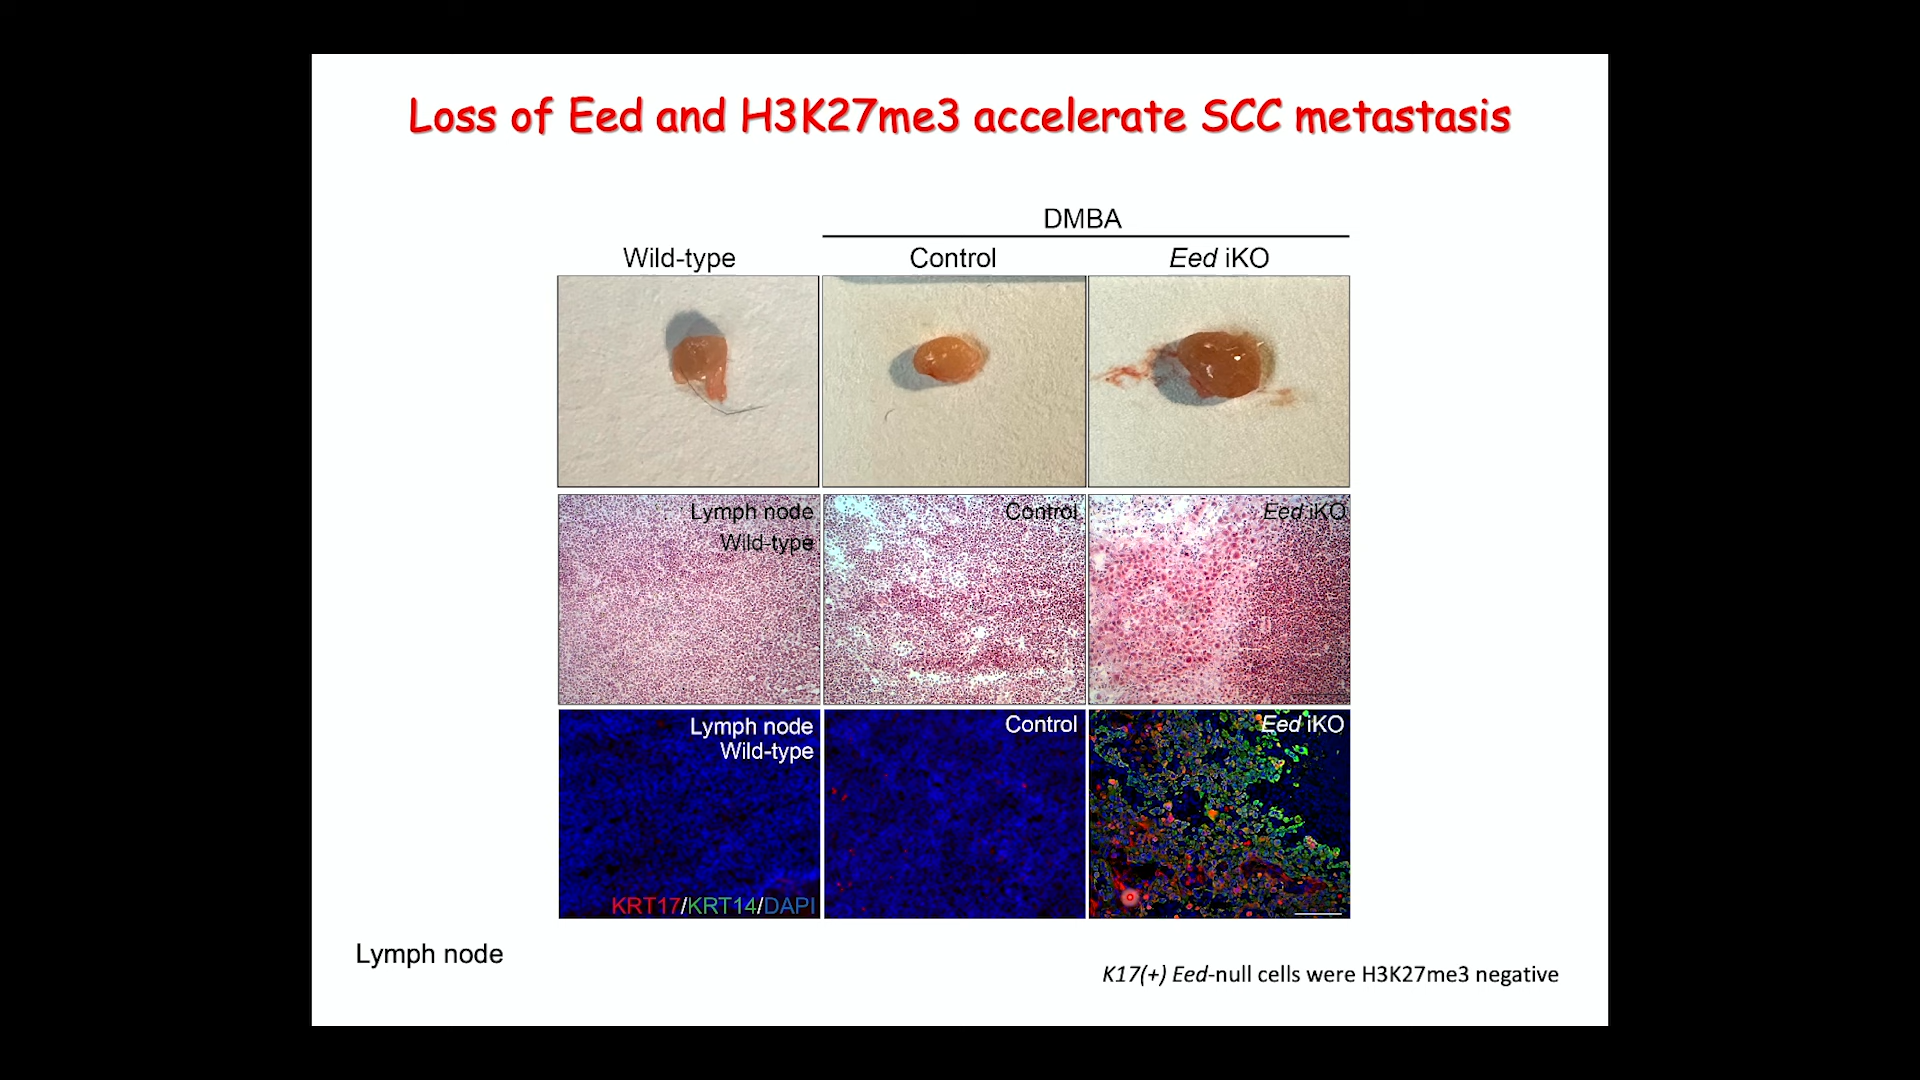 Loss of Eed and H3K27me3 accelerate SCC metastasis
DMBA
Wild-type
Control
Eed iKO
Lymph node
Wild-type
Control
Eed iKO
Lymph node
Wild-type
KRT17/KRT14/DAPI
Control
Eed iKO
Lymph node
K17(+) Eed-null cells were H3K27me3 negative